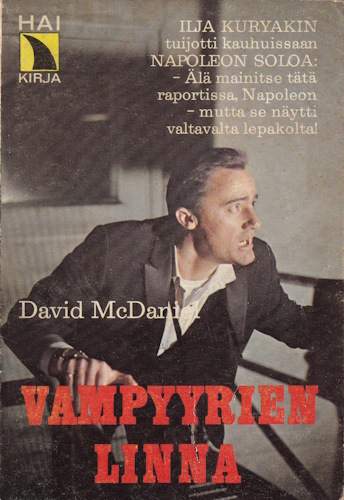 HAI
KIRJA
ILJA KURYAKIN
tuijotti kauhuissaan
NAPOLEON SOLOA:
– Älä mainitse tätä
raportissa, Napoleon
– mutta se näytti
valtavalta lepakolta!
David McDaniel
VAMPYYRIEN
LINNA